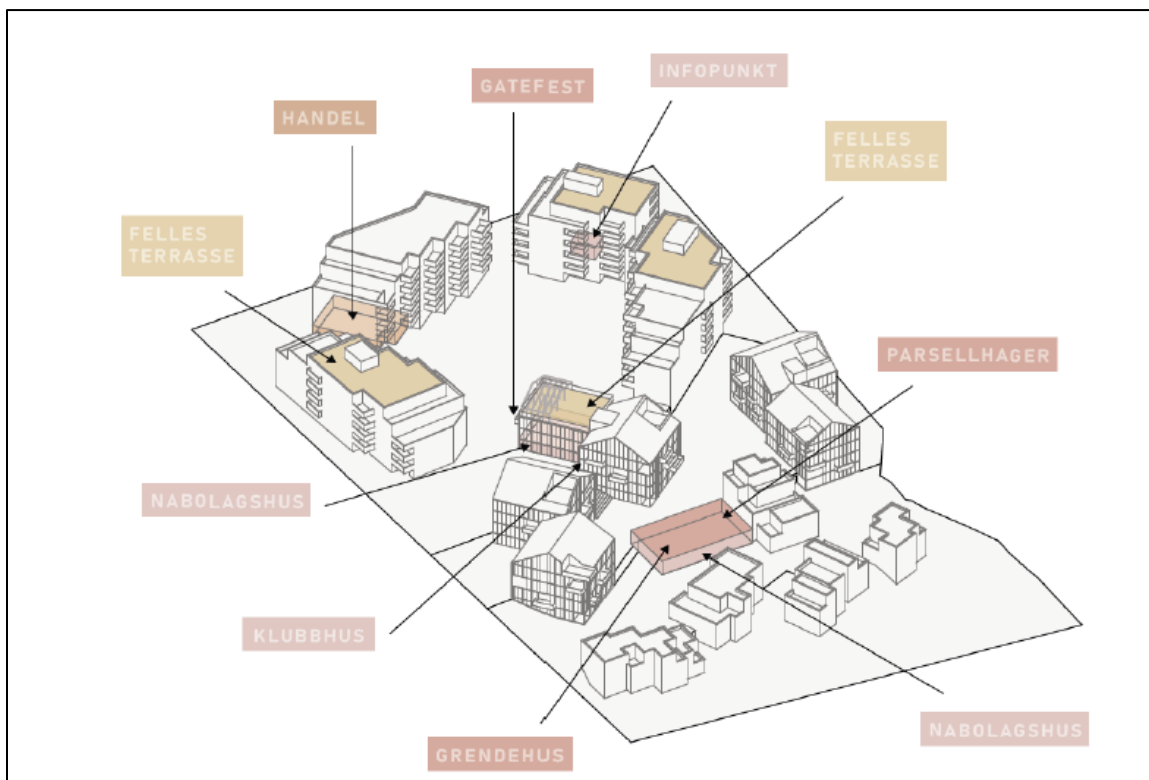 INFOPUNKT
GATEFEST
HANDEL
FELLES
TERRASSE
FELLES
TERRASSE
PARSELLHAGER
NABOLAGSHUS
KLUBBHUS
NABOLAGSHUS
GRENDEHUS